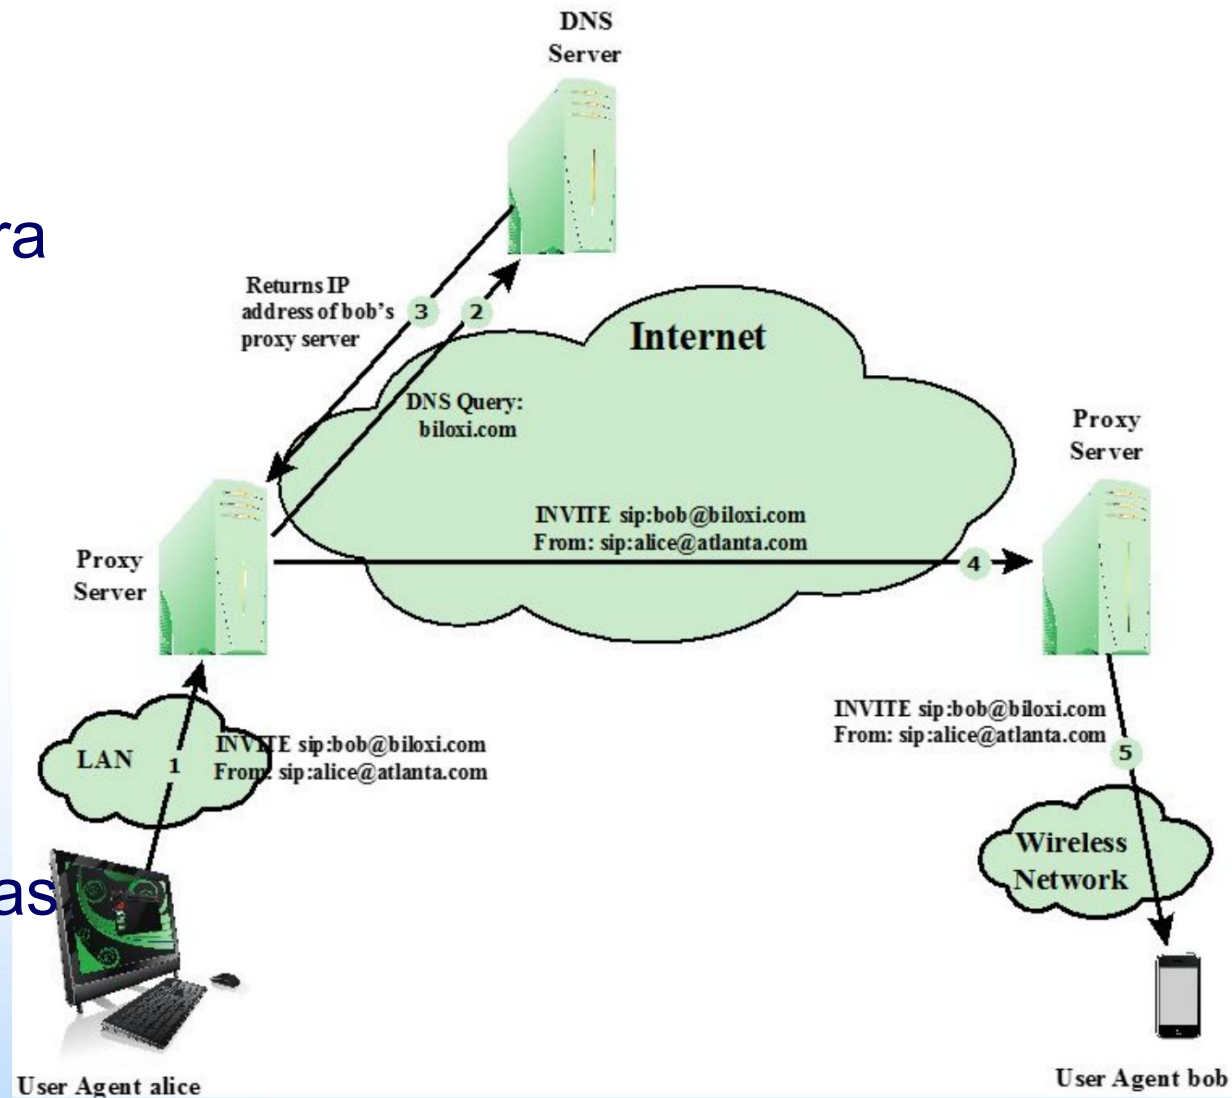 DNS
Server
ra
Returns IP
address of bob's
proxy server
3
2
Internet
DNS Query:
biloxi.com
Proxy
Server
INVITE sip:bob@biloxi.com
From: sip:alice@atlanta.com
4
Proxy
Server
INVITE sip:bob@biloxi.com
From: sip:alice@atlanta.com
5
LAN
1
INVITE sip:bob@biloxi.com
From: sip:alice@atlanta.com
Wireless
Network
as
User Agent alice
User Agent bob